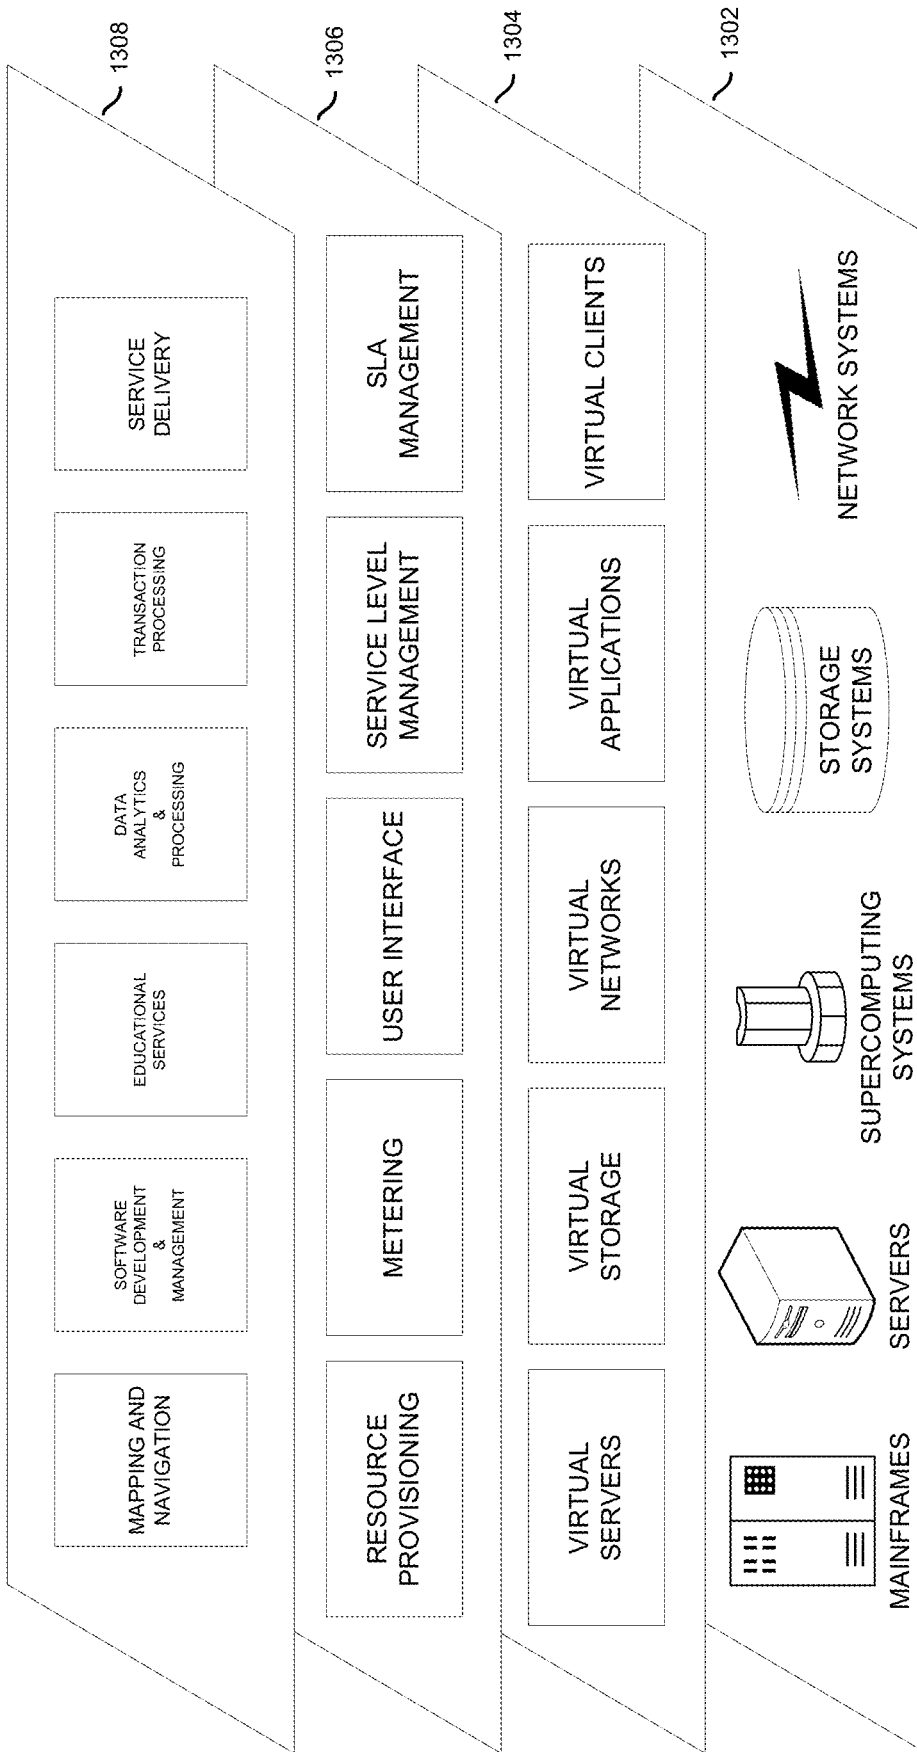 1308
MAPPING AND
NAVIGATION
SOFTWARE
DEVELOPMENT
&
MANAGEMENT
EDUCATIONAL
SERVICES
DATA
ANALYTICS
&
PROCESSING
TRANSACTION
PROCESSING
SERVICE
DELIVERY
1306
RESOURCE
PROVISIONING
METERING
USER INTERFACE
SERVICE LEVEL
MANAGEMENT
SLA
MANAGEMENT
1304
VIRTUAL
SERVERS
VIRTUAL
STORAGE
VIRTUAL
NETWORKS
VIRTUAL
APPLICATIONS
VIRTUAL CLIENTS
1302
MAINFRAMES
SERVERS
SUPERCOMPUTING
SYSTEMS
STORAGE
SYSTEMS
NETWORK SYSTEMS